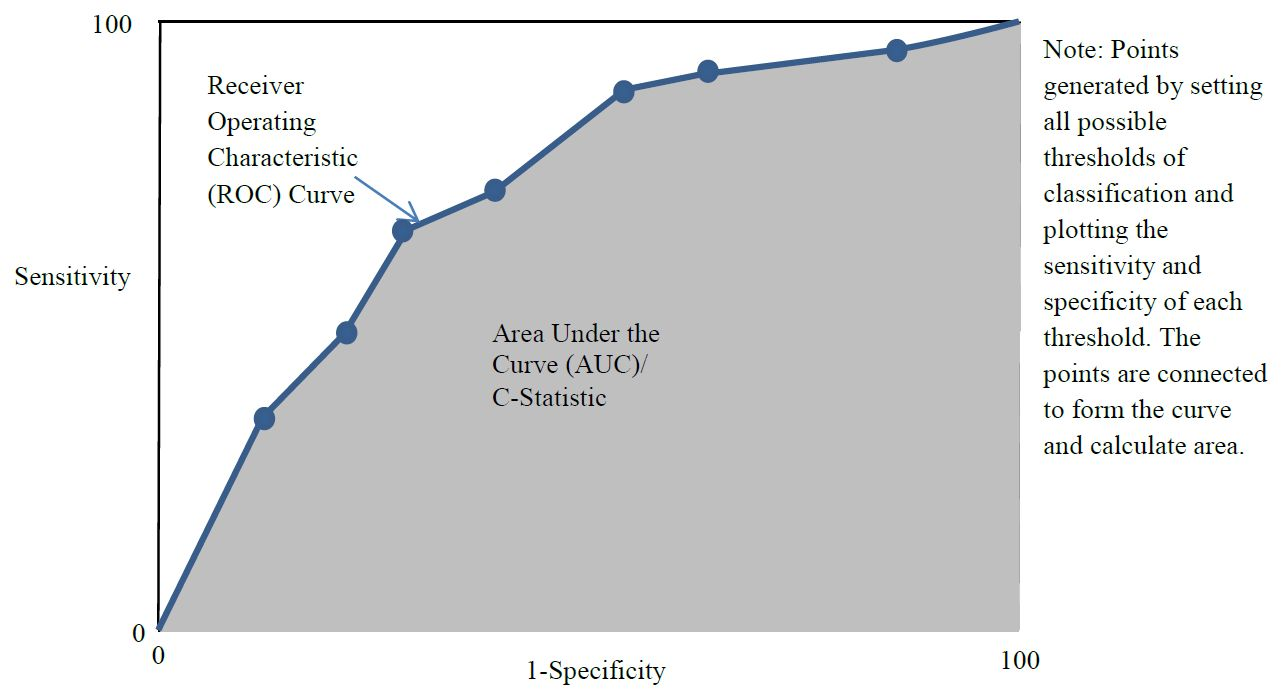 100
Receiver
Operating
Characteristic
(ROC) Curve
Sensitivity
Area Under the
Curve (AUC)/
C-Statistic
0
0
1-Specificity
100
Note: Points
generated by setting
all possible
thresholds of
classification and
plotting the
sensitivity and
specificity of each
threshold. The
points are connected
to form the curve
and calculate area.